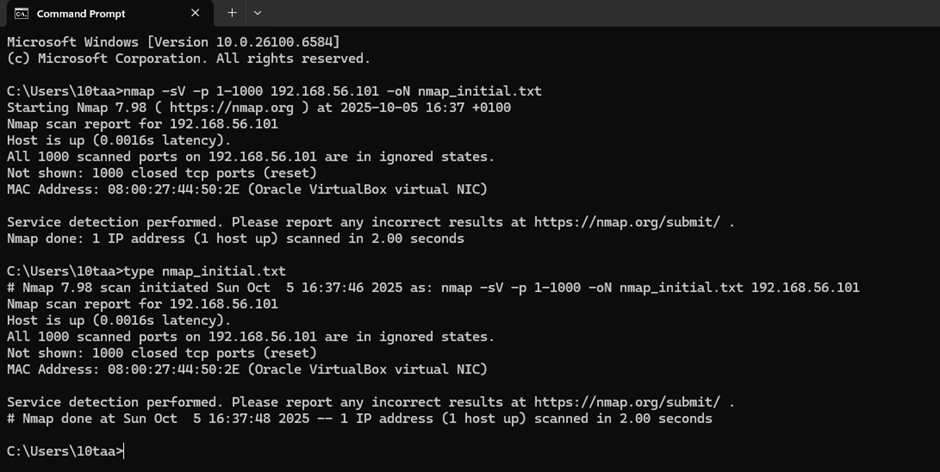 Command Prompt
Microsoft Windows [Version 10.0.26100.6584]
(c) Microsoft Corporation. All rights reserved.
C:\Users\10taa>nmap -sV -p 1-1000 192.168.56.101 -oN nmap_initial.txt
Starting Nmap 7.98 ( https://nmap.org ) at 2025-10-05 16:37 +0100
Nmap scan report for 192.168.56.101
Host is up (0.0016s latency).
All 1000 scanned ports on 192.168.56.101 are in ignored states.
Not shown: 1000 closed tcp ports (reset)
MAC Address: 08:00:27:44:50:2E (Oracle VirtualBox virtual NIC)
Service detection performed. Please report any incorrect results at https://nmap.org/submit/ .
Nmap done: 1 IP address (1 host up) scanned in 2.00 seconds
C:\Users\10taa>type nmap_initial.txt
# Nmap 7.98 scan initiated Sun Oct  5 16:37:46 2025 as: nmap -sV -p 1-1000 -oN nmap_initial.txt 192.168.56.101
Nmap scan report for 192.168.56.101
Host is up (0.0016s latency).
All 1000 scanned ports on 192.168.56.101 are in ignored states.
Not shown: 1000 closed tcp ports (reset)
MAC Address: 08:00:27:44:50:2E (Oracle VirtualBox virtual NIC)
Service detection performed. Please report any incorrect results at https://nmap.org/submit/ .
# Nmap done at Sun Oct  5 16:37:48 2025 -- 1 IP address (1 host up) scanned in 2.00 seconds
C:\Users\10taa>